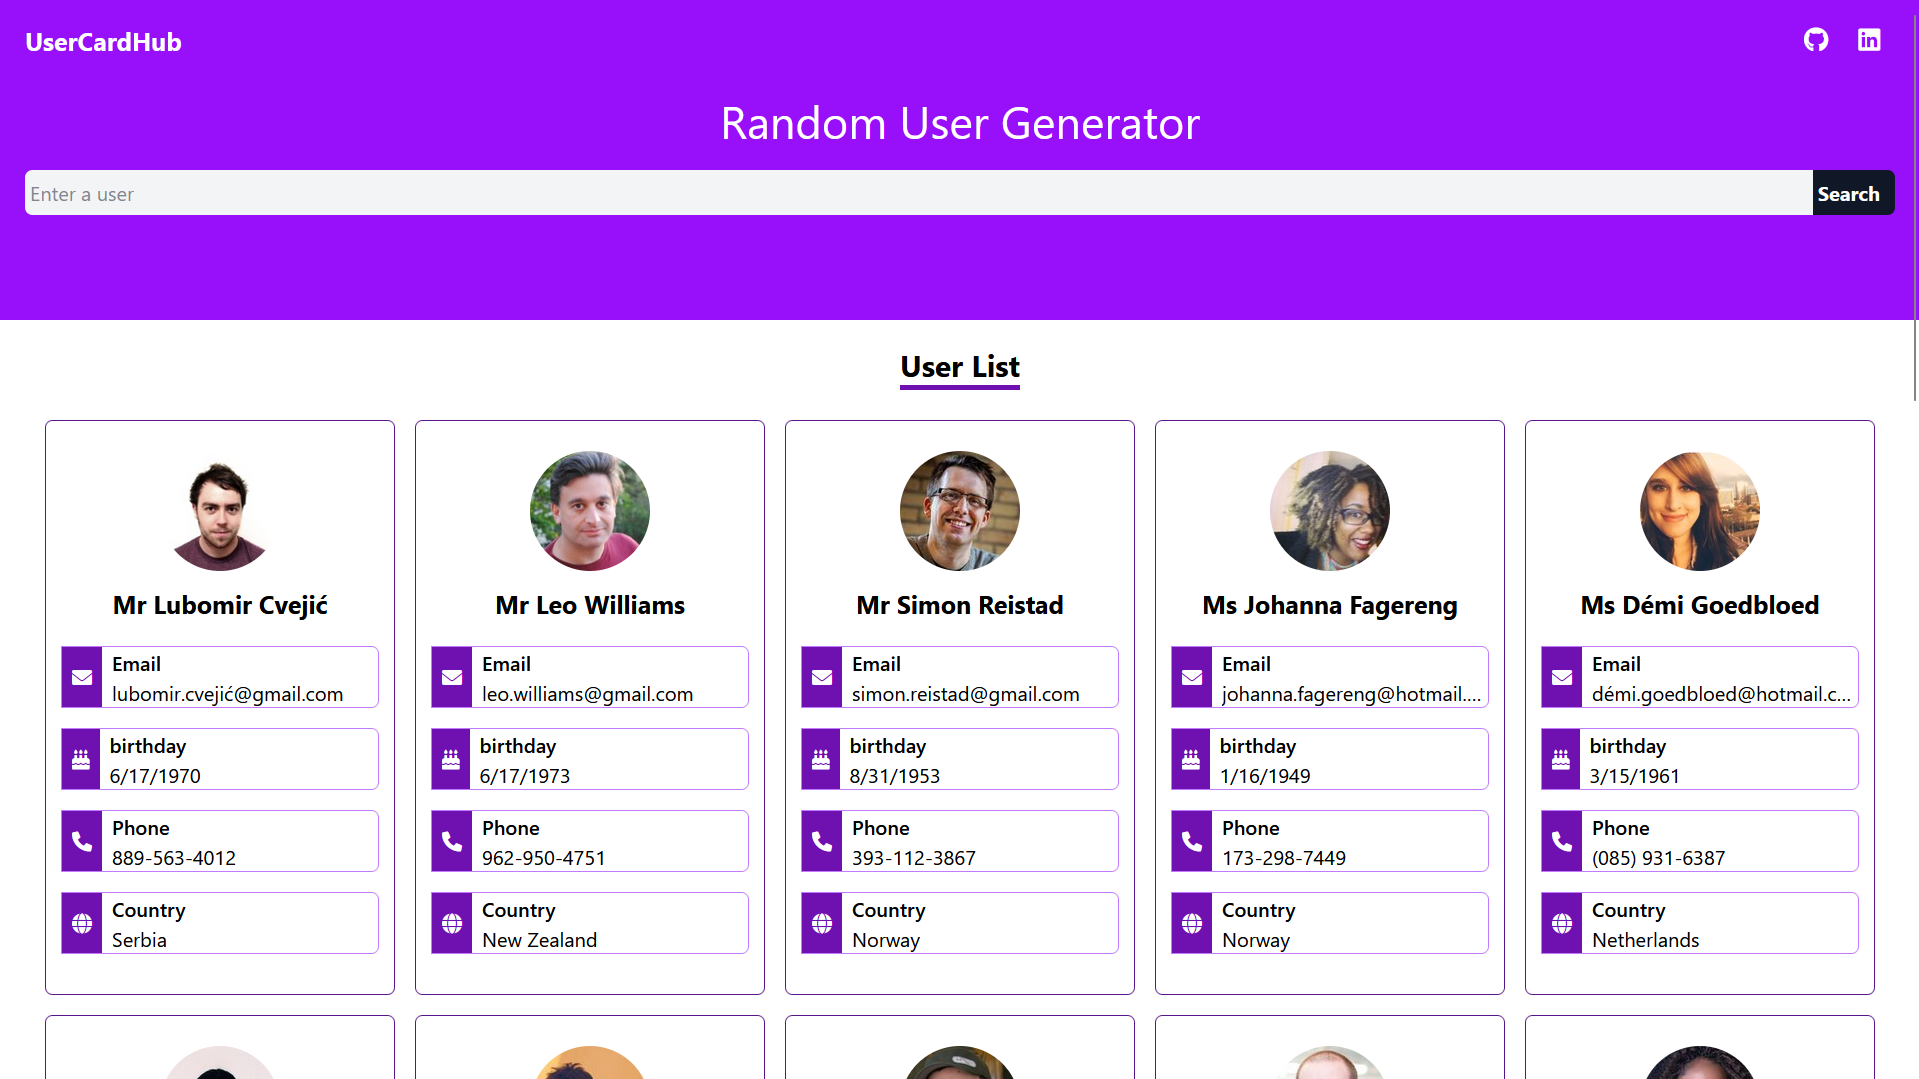 UserCardHub
Random User Generator
Enter a user
Search
User List
Mr Lubomir Cvejić
Email
lubomir.cvejić@gmail.com
birthday
6/17/1970
Phone
889-563-4012
Country
Serbia
Mr Leo Williams
Email
leo.williams@gmail.com
birthday
6/17/1973
Phone
962-950-4751
Country
New Zealand
Mr Simon Reistad
Email
simon.reistad@gmail.com
birthday
8/31/1953
Phone
393-112-3867
Country
Norway
Ms Johanna Fagereng
Email
johanna.fagereng@hotmail....
birthday
1/16/1949
Phone
173-298-7449
Country
Norway
Ms Démi Goedbloed
Email
démi.goedbloed@hotmail.c...
birthday
3/15/1961
Phone
(085) 931-6387
Country
Netherlands